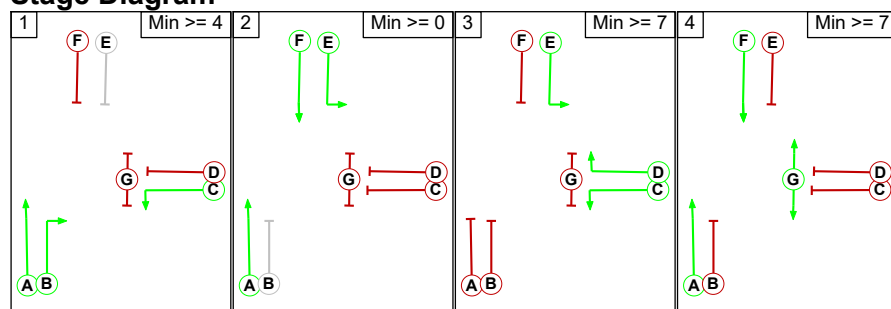 Stage Diagram
1 Min >= 4
F E
G D
C
A B
2 Min >= 0
F E
G D
C
A B
3 Min >= 7
F E
G D
C
A B
4 Min >= 7
F E
G D
C
A B